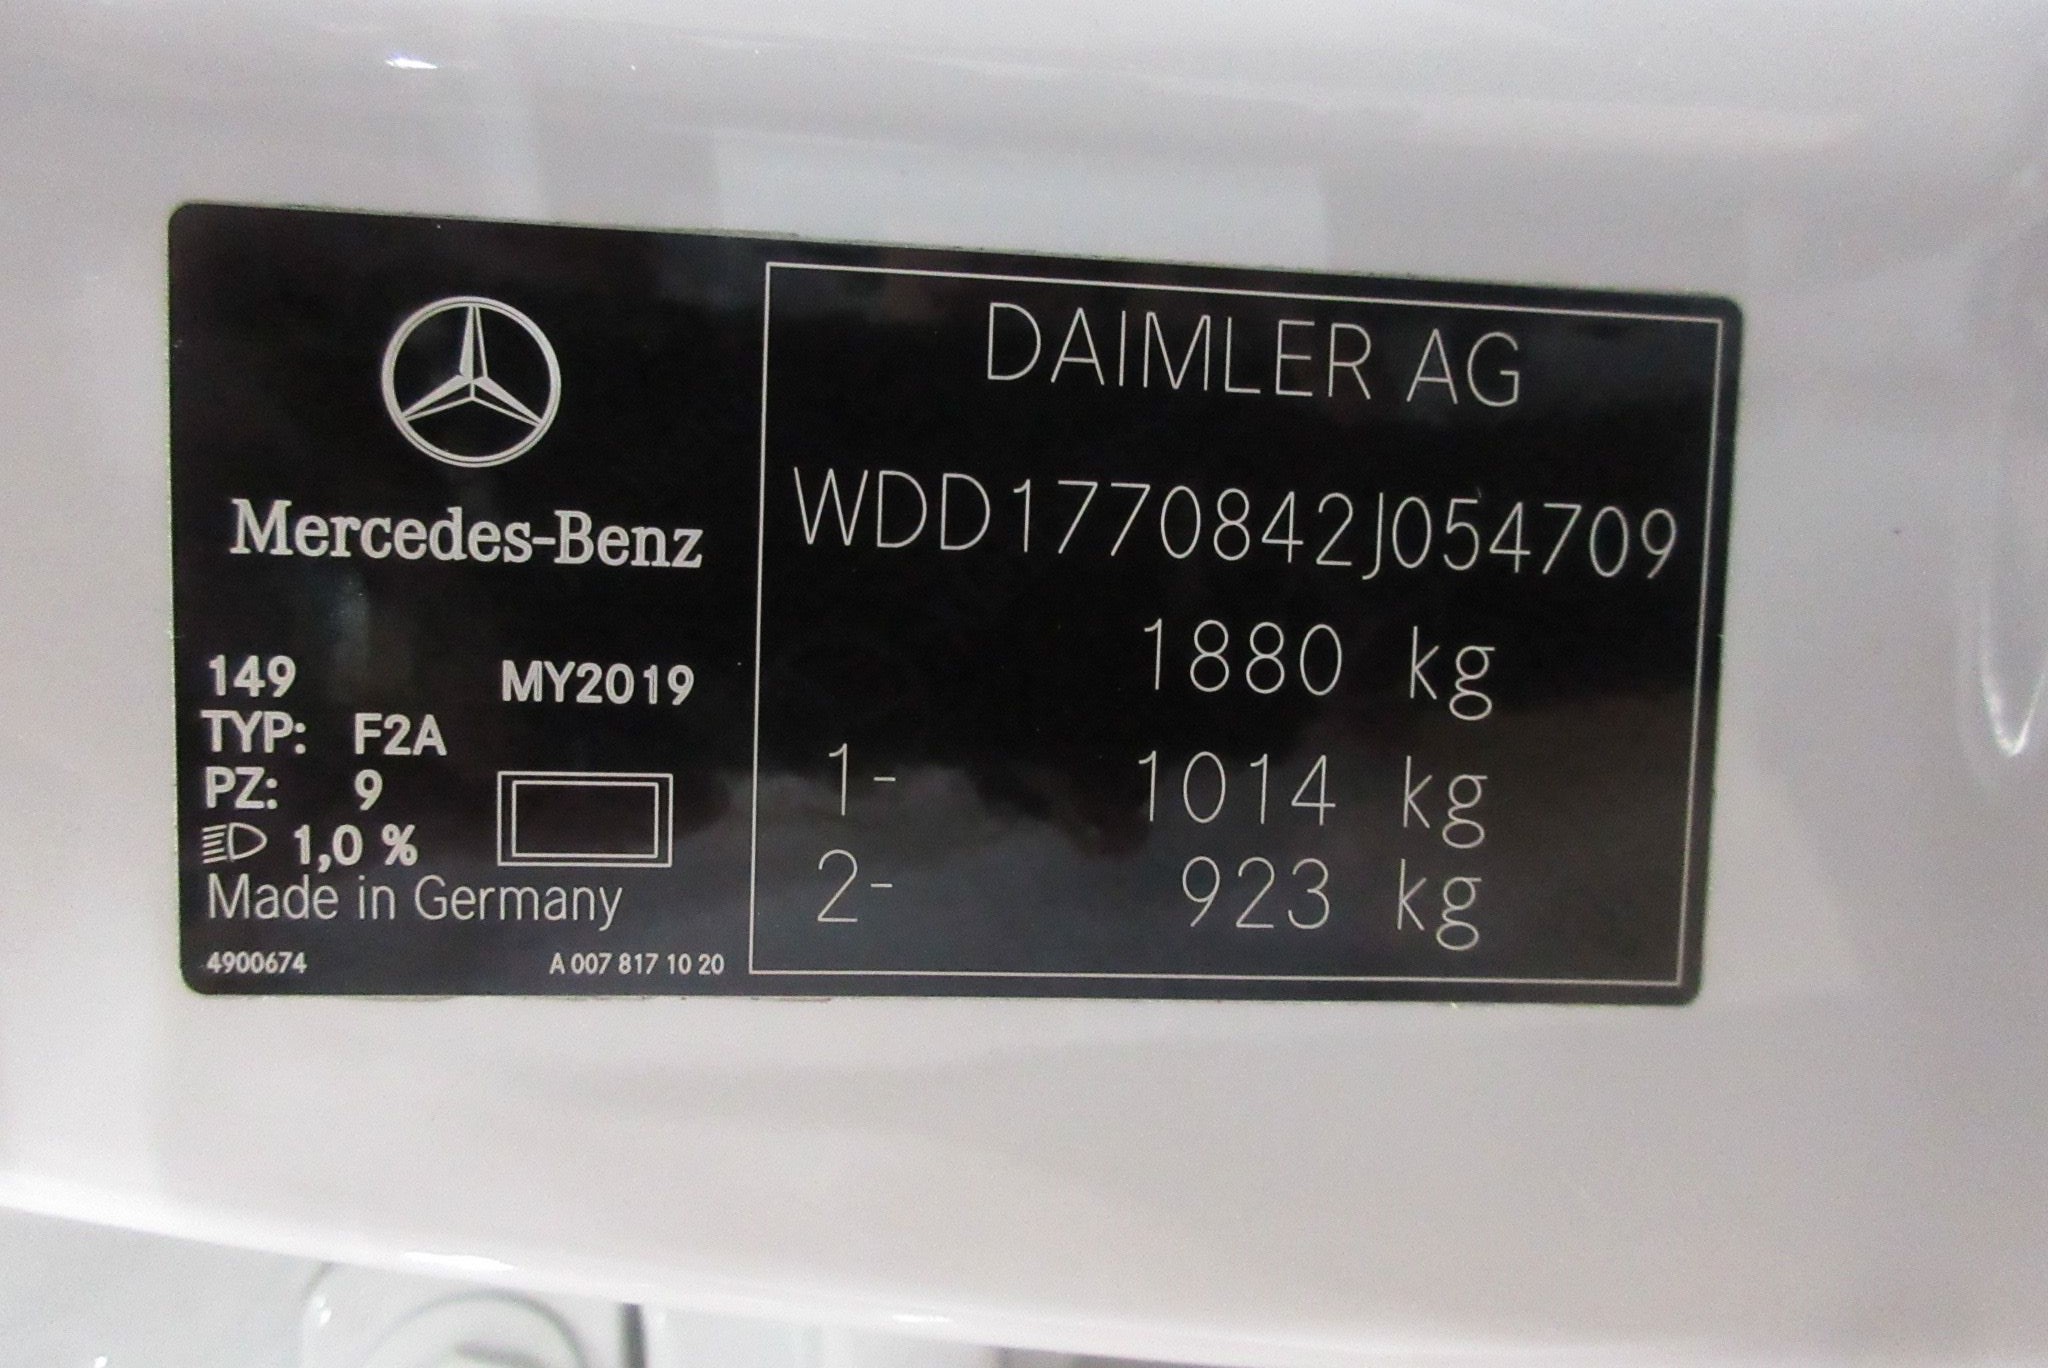 Mercedes-Benz
149 MY2019
TYP: F2A
PZ: 9
1,0 %
Made in Germany
4900674 A 007 817 10 20
DAIMLER AG
WDD1770842J054709
1880 kg
1- 1014 kg
2- 923 kg